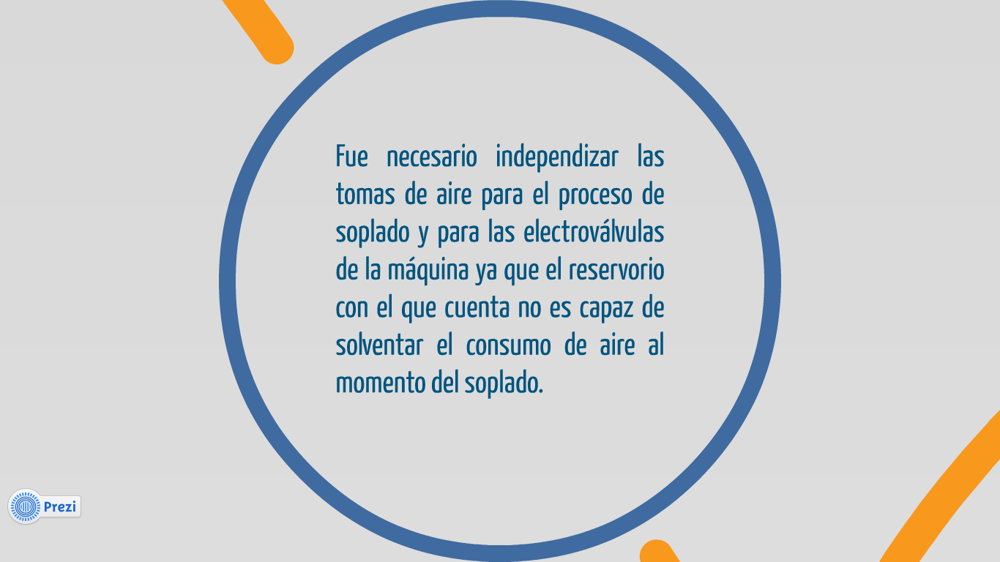 Fue necesario independizar las
tomas de aire para el proceso de
soplado y para las electroválvulas
de la máquina ya que el reservorio
con el que cuenta no es capaz de
solventar el consumo de aire al
momento del soplado.
Prezi